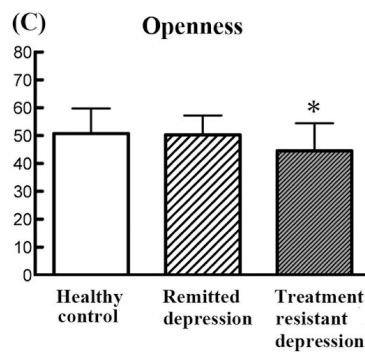 (C)
Openness
80
70
60
50
40
30
20
10
0
*
Healthy
control
Remitted
depression
Treatment
resistant
depression